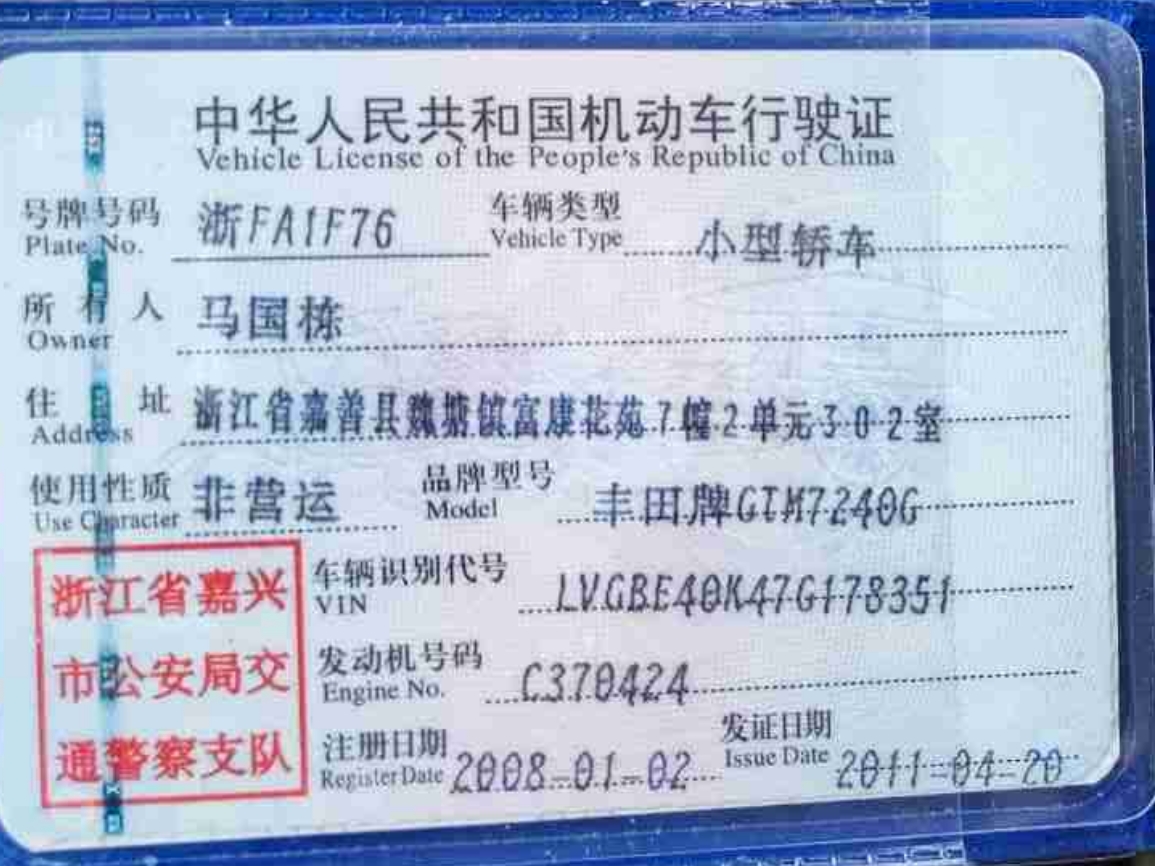 中华人民共和国机动车行驶证
Vehicle License of the People's Republic of China
号牌号码 浙FA1F76 车辆类型 小型轿车
Plate No. Vehicle Type
所有人 马国栋
Owner
住址 浙江省嘉善县魏塘镇富康花苑7幢2单元302室
Address
使用性质 非营运 品牌型号 丰田牌GTM7240G
Use Character Model
浙江省嘉兴
市公安局交
通警察支队
车辆识别代号 LVGBE40K47G178351
VIN
发动机号码 C370424
Engine No.
注册日期 2008-01-02 发证日期 2011-04-20
Register Date Issue Date